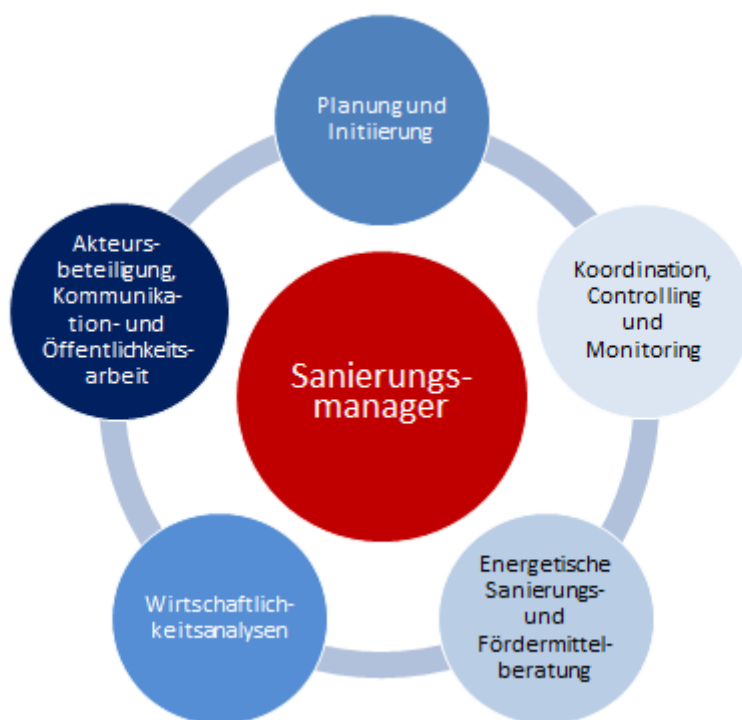 Planung und
Initiierung
Koordination,
Controlling
und
Monitoring
Energetische
Sanierungs-
und
Fördermittel-
beratung
Wirtschaftlich-
keitsanalysen
Akteurs-
beteiligung,
Kommunika-
tion- und
Öffentlichkeits-
arbeit
Sanierungs-
manager